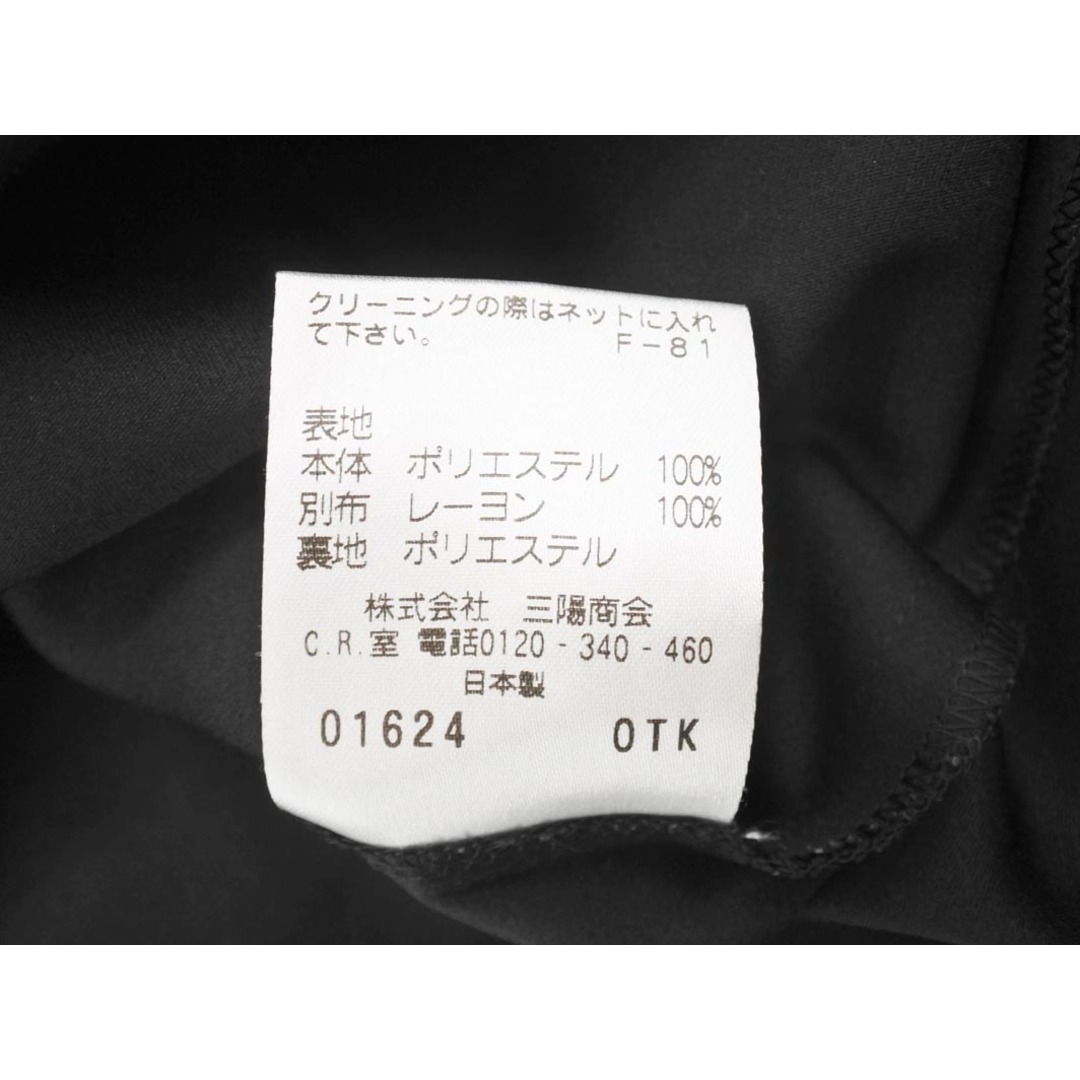 クリーニングの際はネットに入れ
て下さい。 F-81
表地
本体 ポリエステル 100%
別布 レーヨン 100%
裏地 ポリエステル
株式会社 三陽商会
C.R.室 電話0120-340-460
日本製
01624 OTK